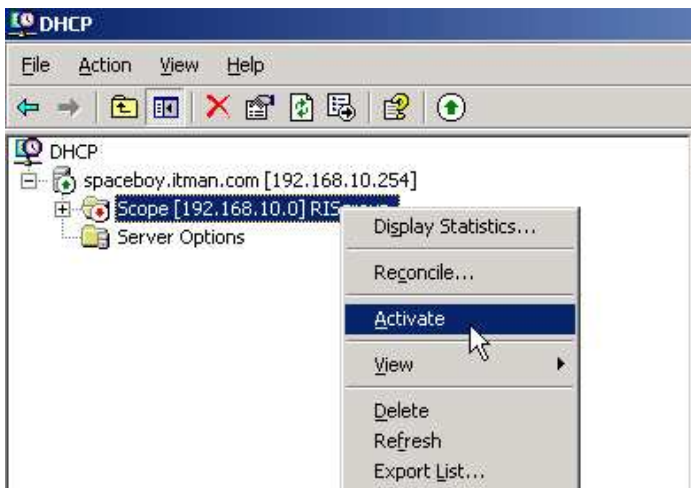 DHCP
File Action View Help
DHCP
spaceboy.itman.com [192.168.10.254]
Scope [192.168.10.0]
Server Options
Display Statistics...
Reconcile...
Activate
View
Delete
Refresh
Export List...